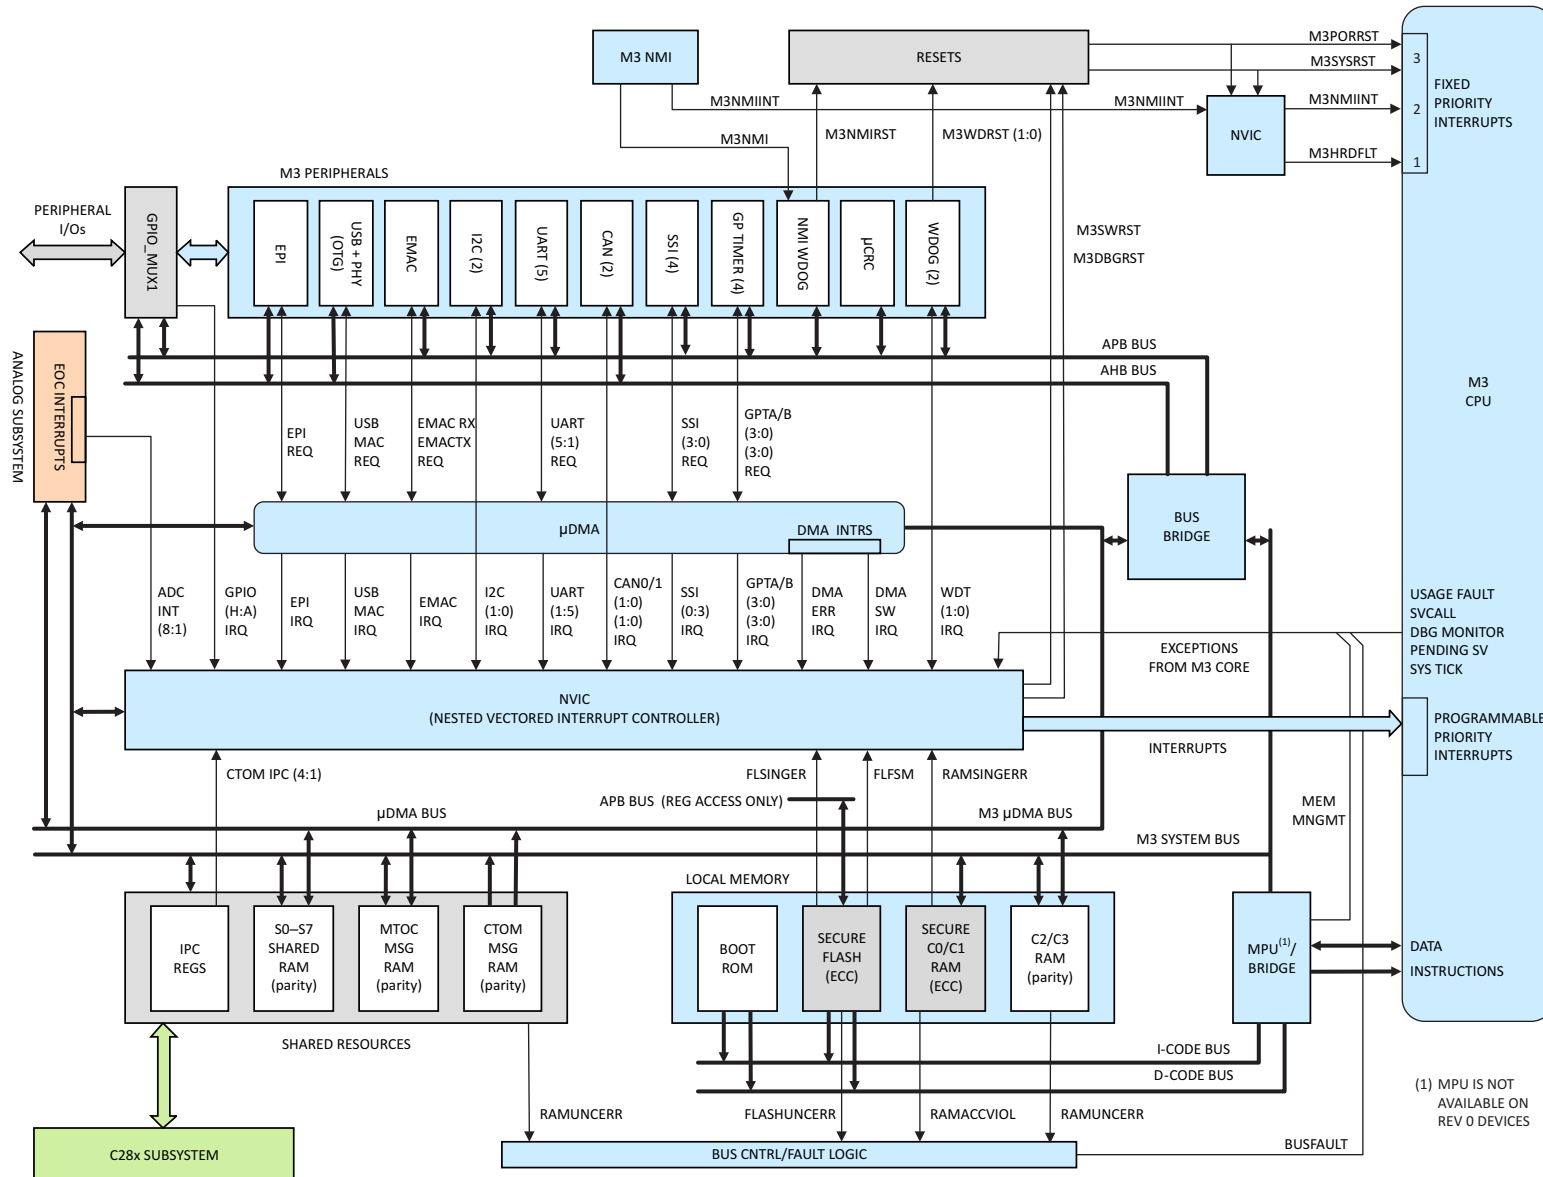 M3 NMI
RESETS
M3PORRST
M3SYSRST
3
FIXED
PRIORITY
INTERRUPTS
M3NMIINT
M3NMIINT
M3NMIINT
2
NVIC
M3NMI
M3NMIRST
M3WDRST (1:0)
M3HRDFLT
1
M3 PERIPHERALS
PERIPHERAL
I/Os
GPIO_MUX1
EPI
USB + PHY
(OTG)
EMAC
I2C (2)
UART (5)
CAN (2)
SSI (4)
GP TIMER (4)
NMI WDOG
µCRC
WDOG (2)
M3SWRST
M3DBGRST
APB BUS
AHB BUS
M3
CPU
ANALOG SUBSYSTEM
EOC INTERRUPTS
EPI
REQ
USB
MAC
REQ
EMAC RX
EMACTX
REQ
UART
(5:1)
REQ
SSI
(3:0)
REQ
GPTA/B
(3:0)
(3:0)
REQ
µDMA
DMA INTRS
BUS
BRIDGE
ADC
INT
(8:1)
GPIO
(H:A)
IRQ
EPI
IRQ
USB
MAC
IRQ
EMAC
IRQ
I2C
(1:0)
IRQ
UART
(1:5)
IRQ
CAN0/1
(1:0)
(1:0)
IRQ
SSI
(0:3)
IRQ
GPTA/B
(3:0)
(3:0)
IRQ
DMA
ERR
IRQ
DMA
SW
IRQ
WDT
(1:0)
IRQ
USAGE FAULT
SVCALL
DBG MONITOR
PENDING SV
SYS TICK
EXCEPTIONS
FROM M3 CORE
NVIC
(NESTED VECTORED INTERRUPT CONTROLLER)
PROGRAMMABLE
PRIORITY
INTERRUPTS
INTERRUPTS
CTOM IPC (4:1)
FLSINGER
FLFSM
RAMSINGERR
APB BUS (REG ACCESS ONLY)
MEM
MNGMT
µDMA BUS
M3 µDMA BUS
M3 SYSTEM BUS
LOCAL MEMORY
IPC
REGS
S0–S7
SHARED
RAM
(parity)
MTOC
MSG
RAM
(parity)
CTOM
MSG
RAM
(parity)
BOOT
ROM
SECURE
FLASH
(ECC)
SECURE
C0/C1
RAM
(ECC)
C2/C3
RAM
(parity)
MPU(1)/
BRIDGE
DATA
INSTRUCTIONS
SHARED RESOURCES
I-CODE BUS
D-CODE BUS
(1) MPU IS NOT
AVAILABLE ON
REV 0 DEVICES
RAMUNCERR
FLASHUNCERR
RAMACCVIOL
RAMUNCERR
C28x SUBSYSTEM
BUS CNTRL/FAULT LOGIC
BUSFAULT